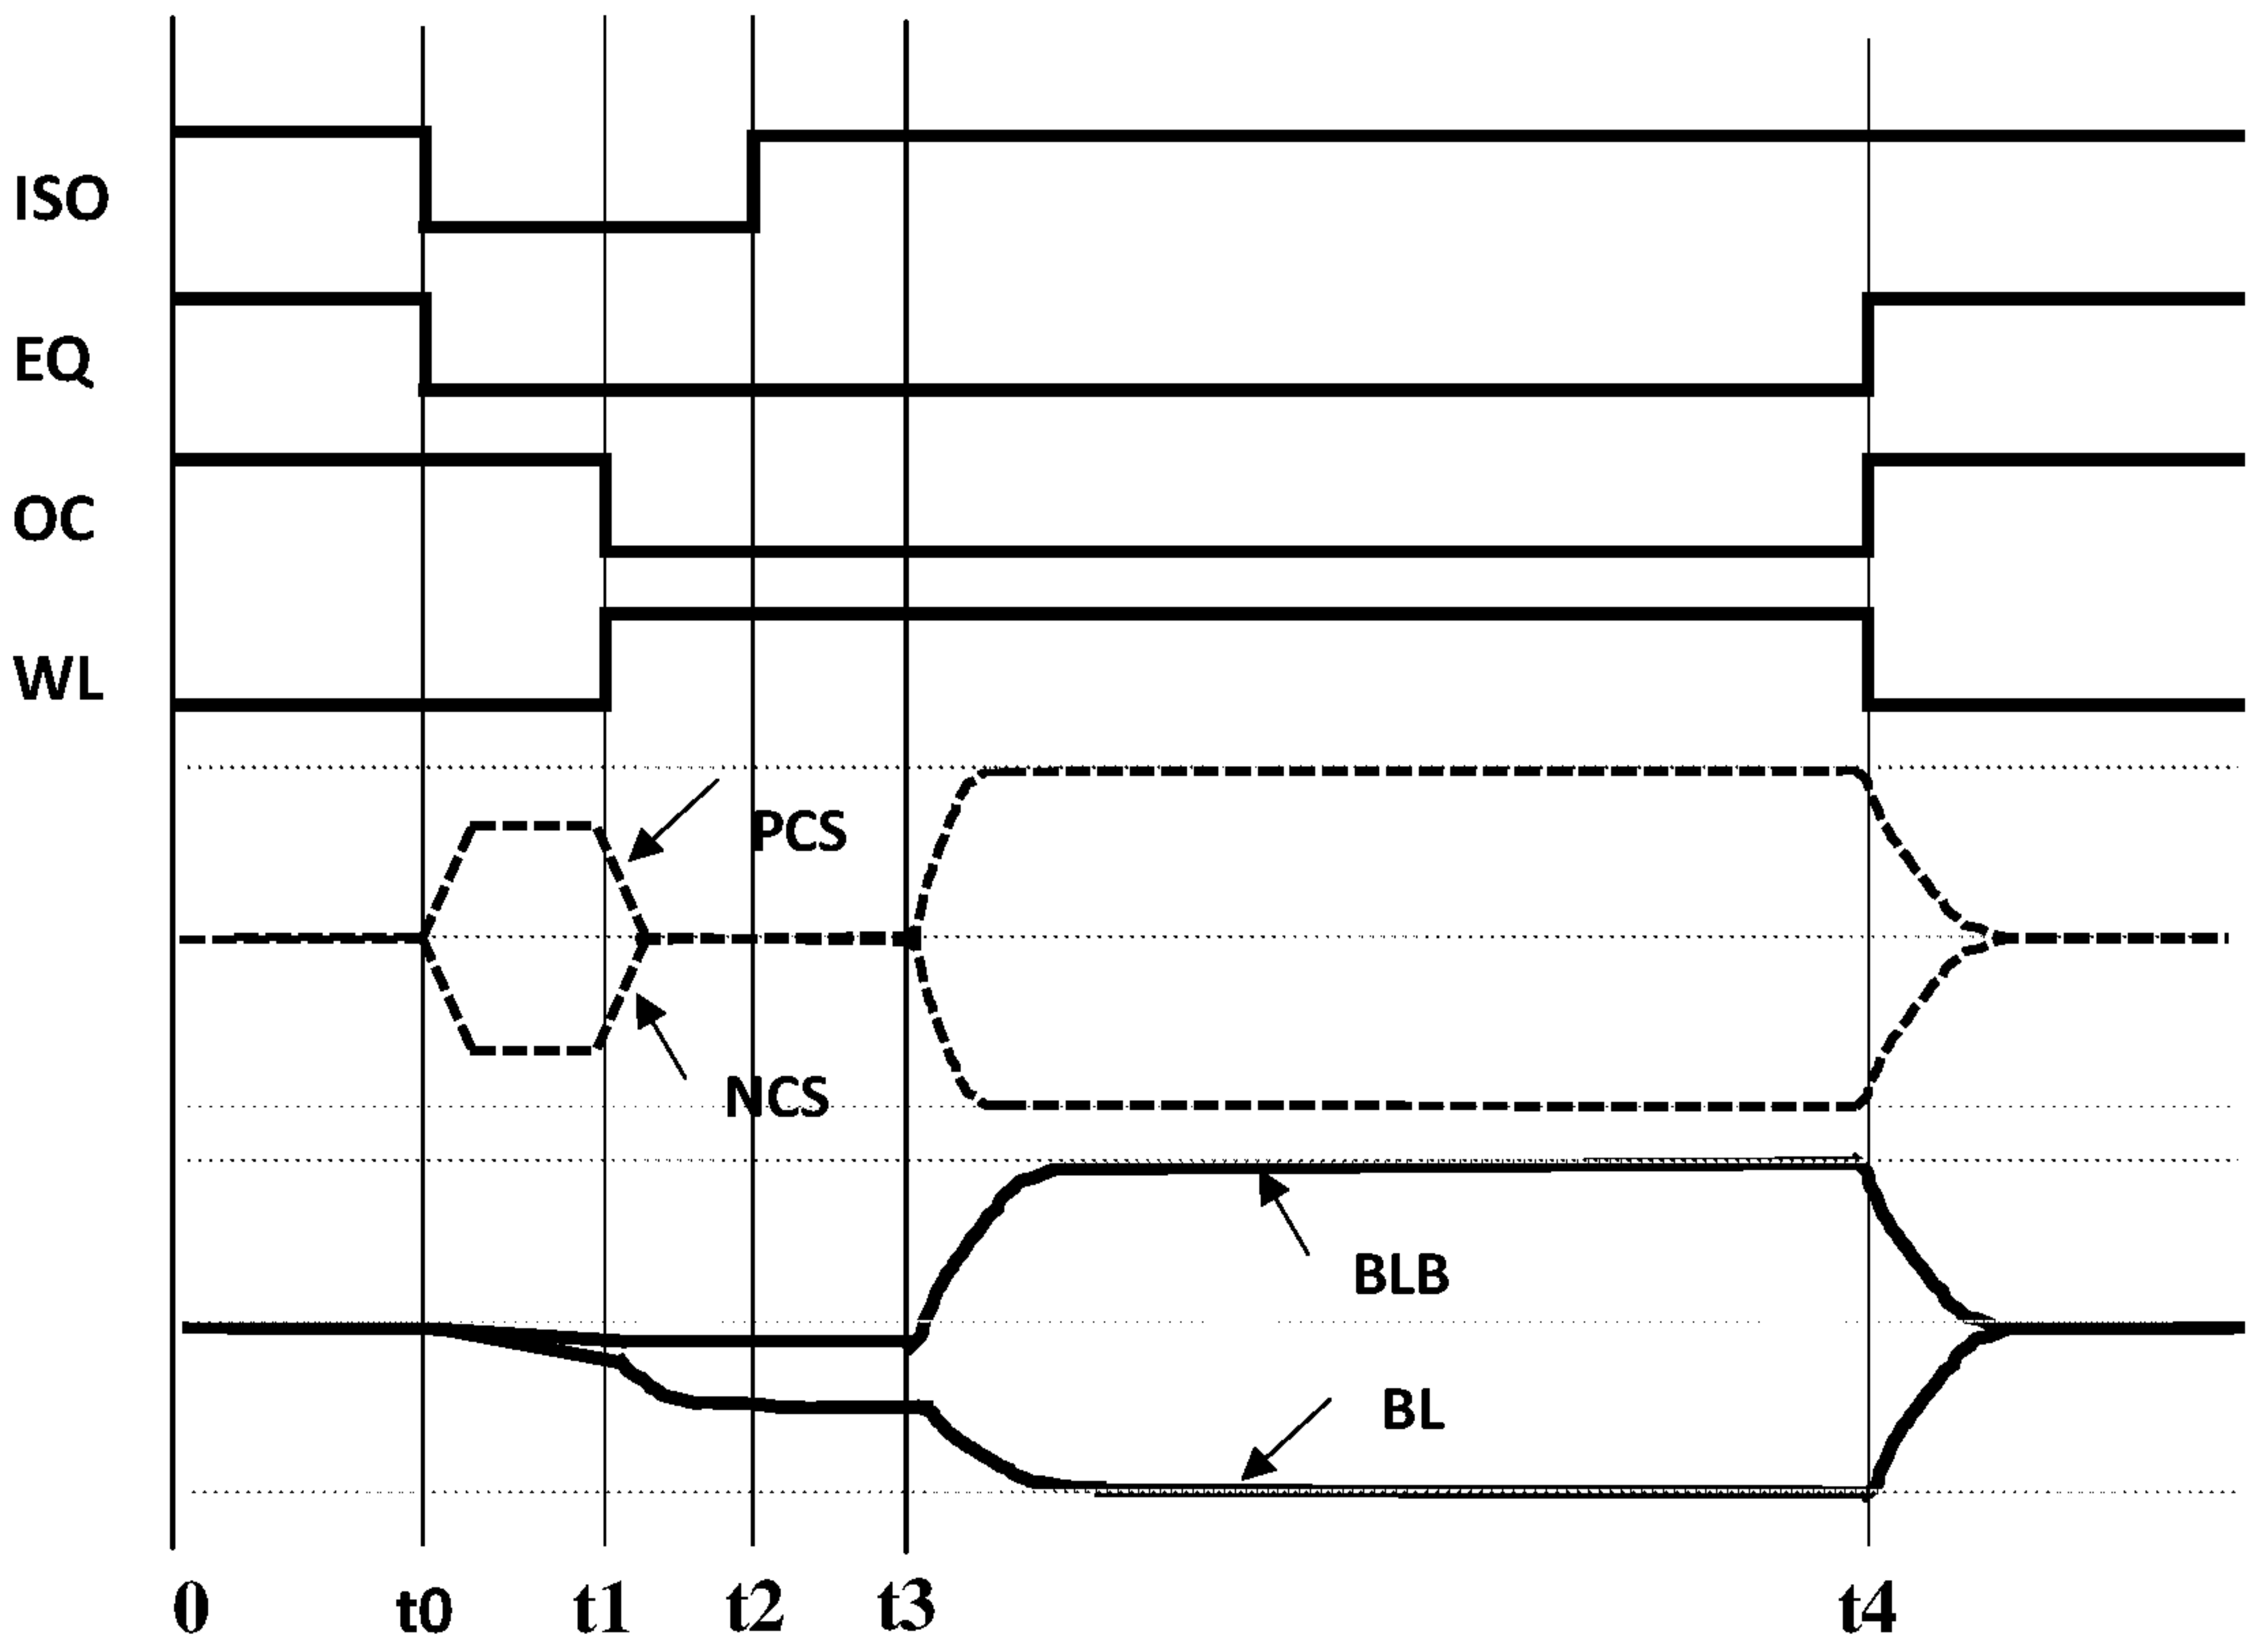 ISO
EQ
OC
WL
PCS
NCS
BLB
BL
0 t0 t1 t2 t3 t4